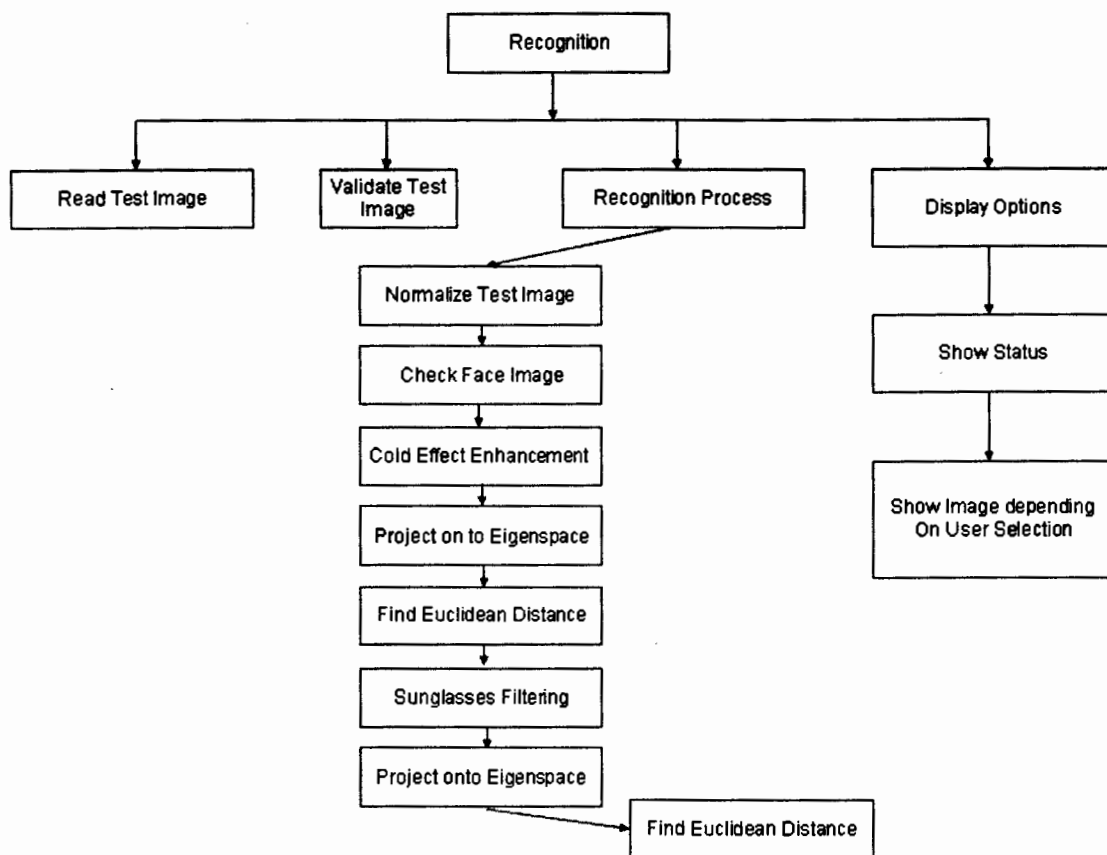 Recognition
Read Test Image
Validate Test
Image
Recognition Process
Display Options
Normalize Test Image
Check Face Image
Cold Effect Enhancement
Project on to Eigenspace
Find Euclidean Distance
Sunglasses Filtering
Project onto Eigenspace
Find Euclidean Distance
Show Status
Show Image depending
On User Selection